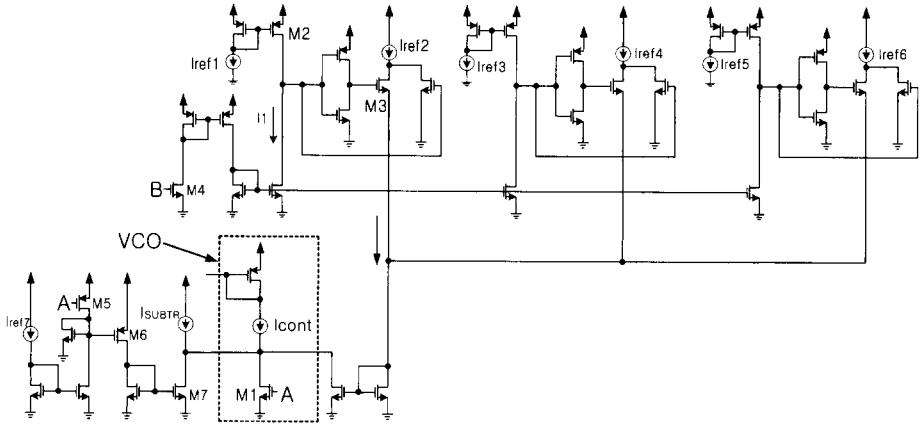 M2
Iref1
Iref2
M3
Iref3
Iref4
Iref5
Iref6
I1
B
M4
VCO
A
M5
Iref7
M6
ISUBTR
Icont
M7
M1
A